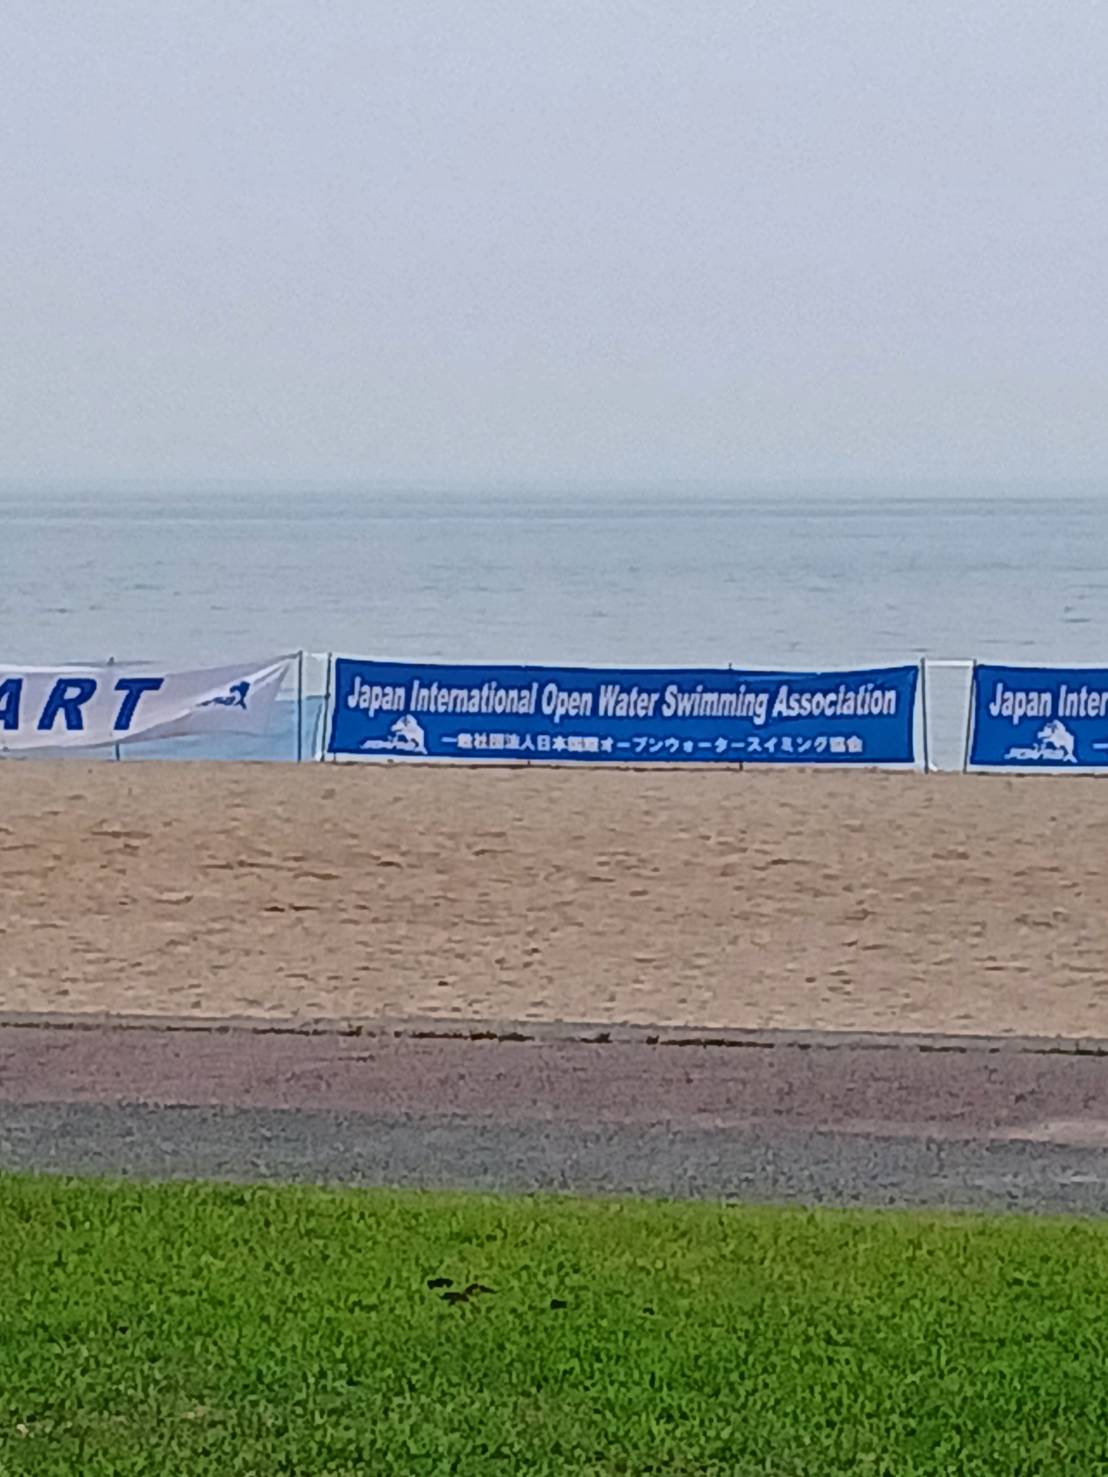 ART
Japan International Open Water Swimming Association
一般社団法人日本国際オープンウォータースイミング協会
Japan Inter